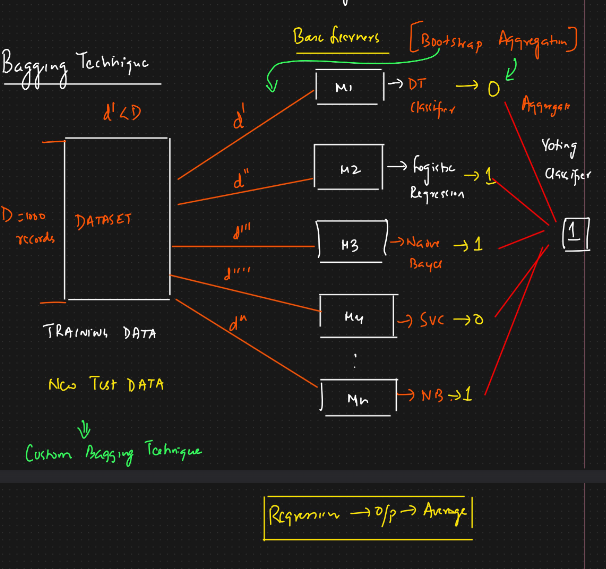 Base Learners [Bootstrap Aggregation]
Bagging Technique
d' < D
D = 1000 records
DATASET
TRAINING DATA
New Test DATA
Custom Bagging Technique
d'
d''
d'''
d''''
dⁿ
M1 → DT Classifier → 0
M2 → Logistic Regression → 1
M3 → Naive Bayes → 1
M4 → SVC → 0
Mn → NB → 1
Aggregate
Voting Classifier
1
Regression → O/p → Average